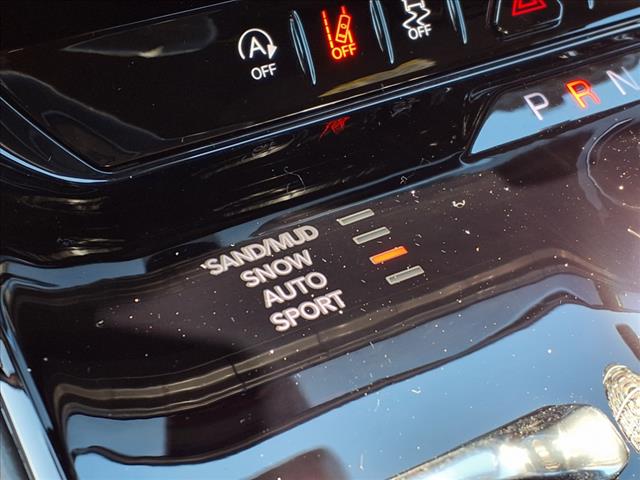 A
OFF
OFF
OFF
P R N
SAND/MUD
SNOW
AUTO
SPORT